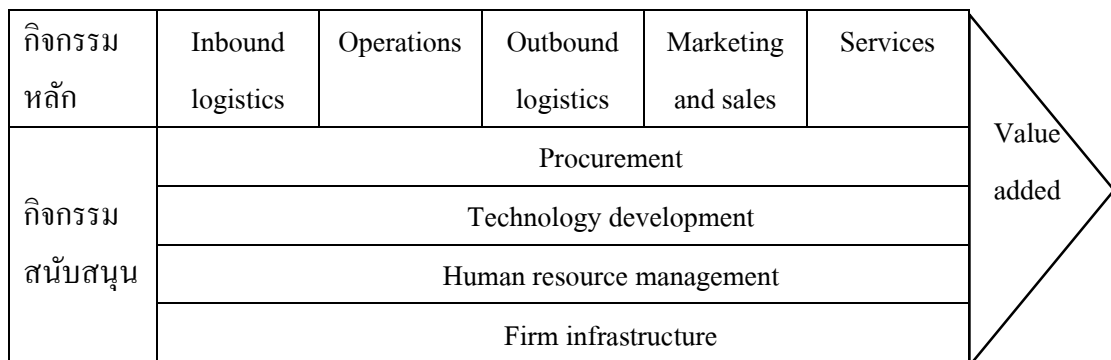 กิจกรรม
หลัก
Inbound
logistics
Operations
Outbound
logistics
Marketing
and sales
Services
กิจกรรม
สนับสนุน
Procurement
Technology development
Human resource management
Firm infrastructure
Value
added